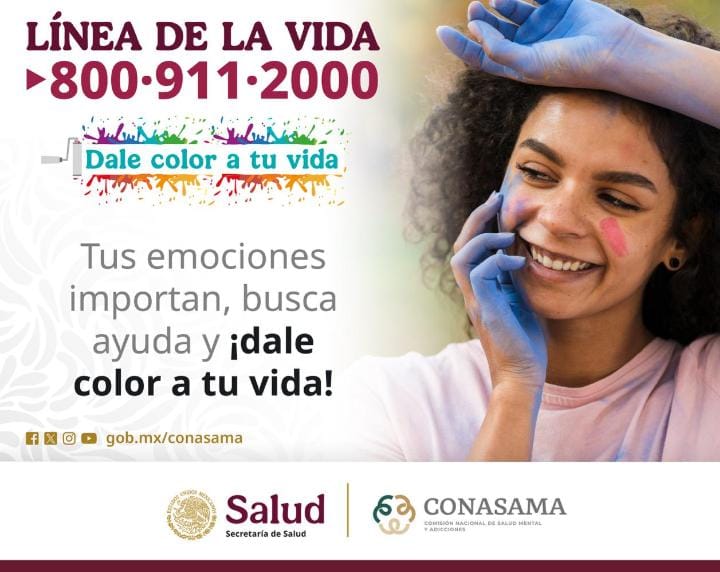 LÍNEA DE LA VIDA
800·911·2000
Dale color a tu vida
Tus emociones
importan, busca
ayuda y ¡dale
color a tu vida!
gob.mx/conasama
Salud
Secretaría de Salud
CONASAMA
COMISIÓN NACIONAL DE SALUD MENTAL
Y ADICCIONES